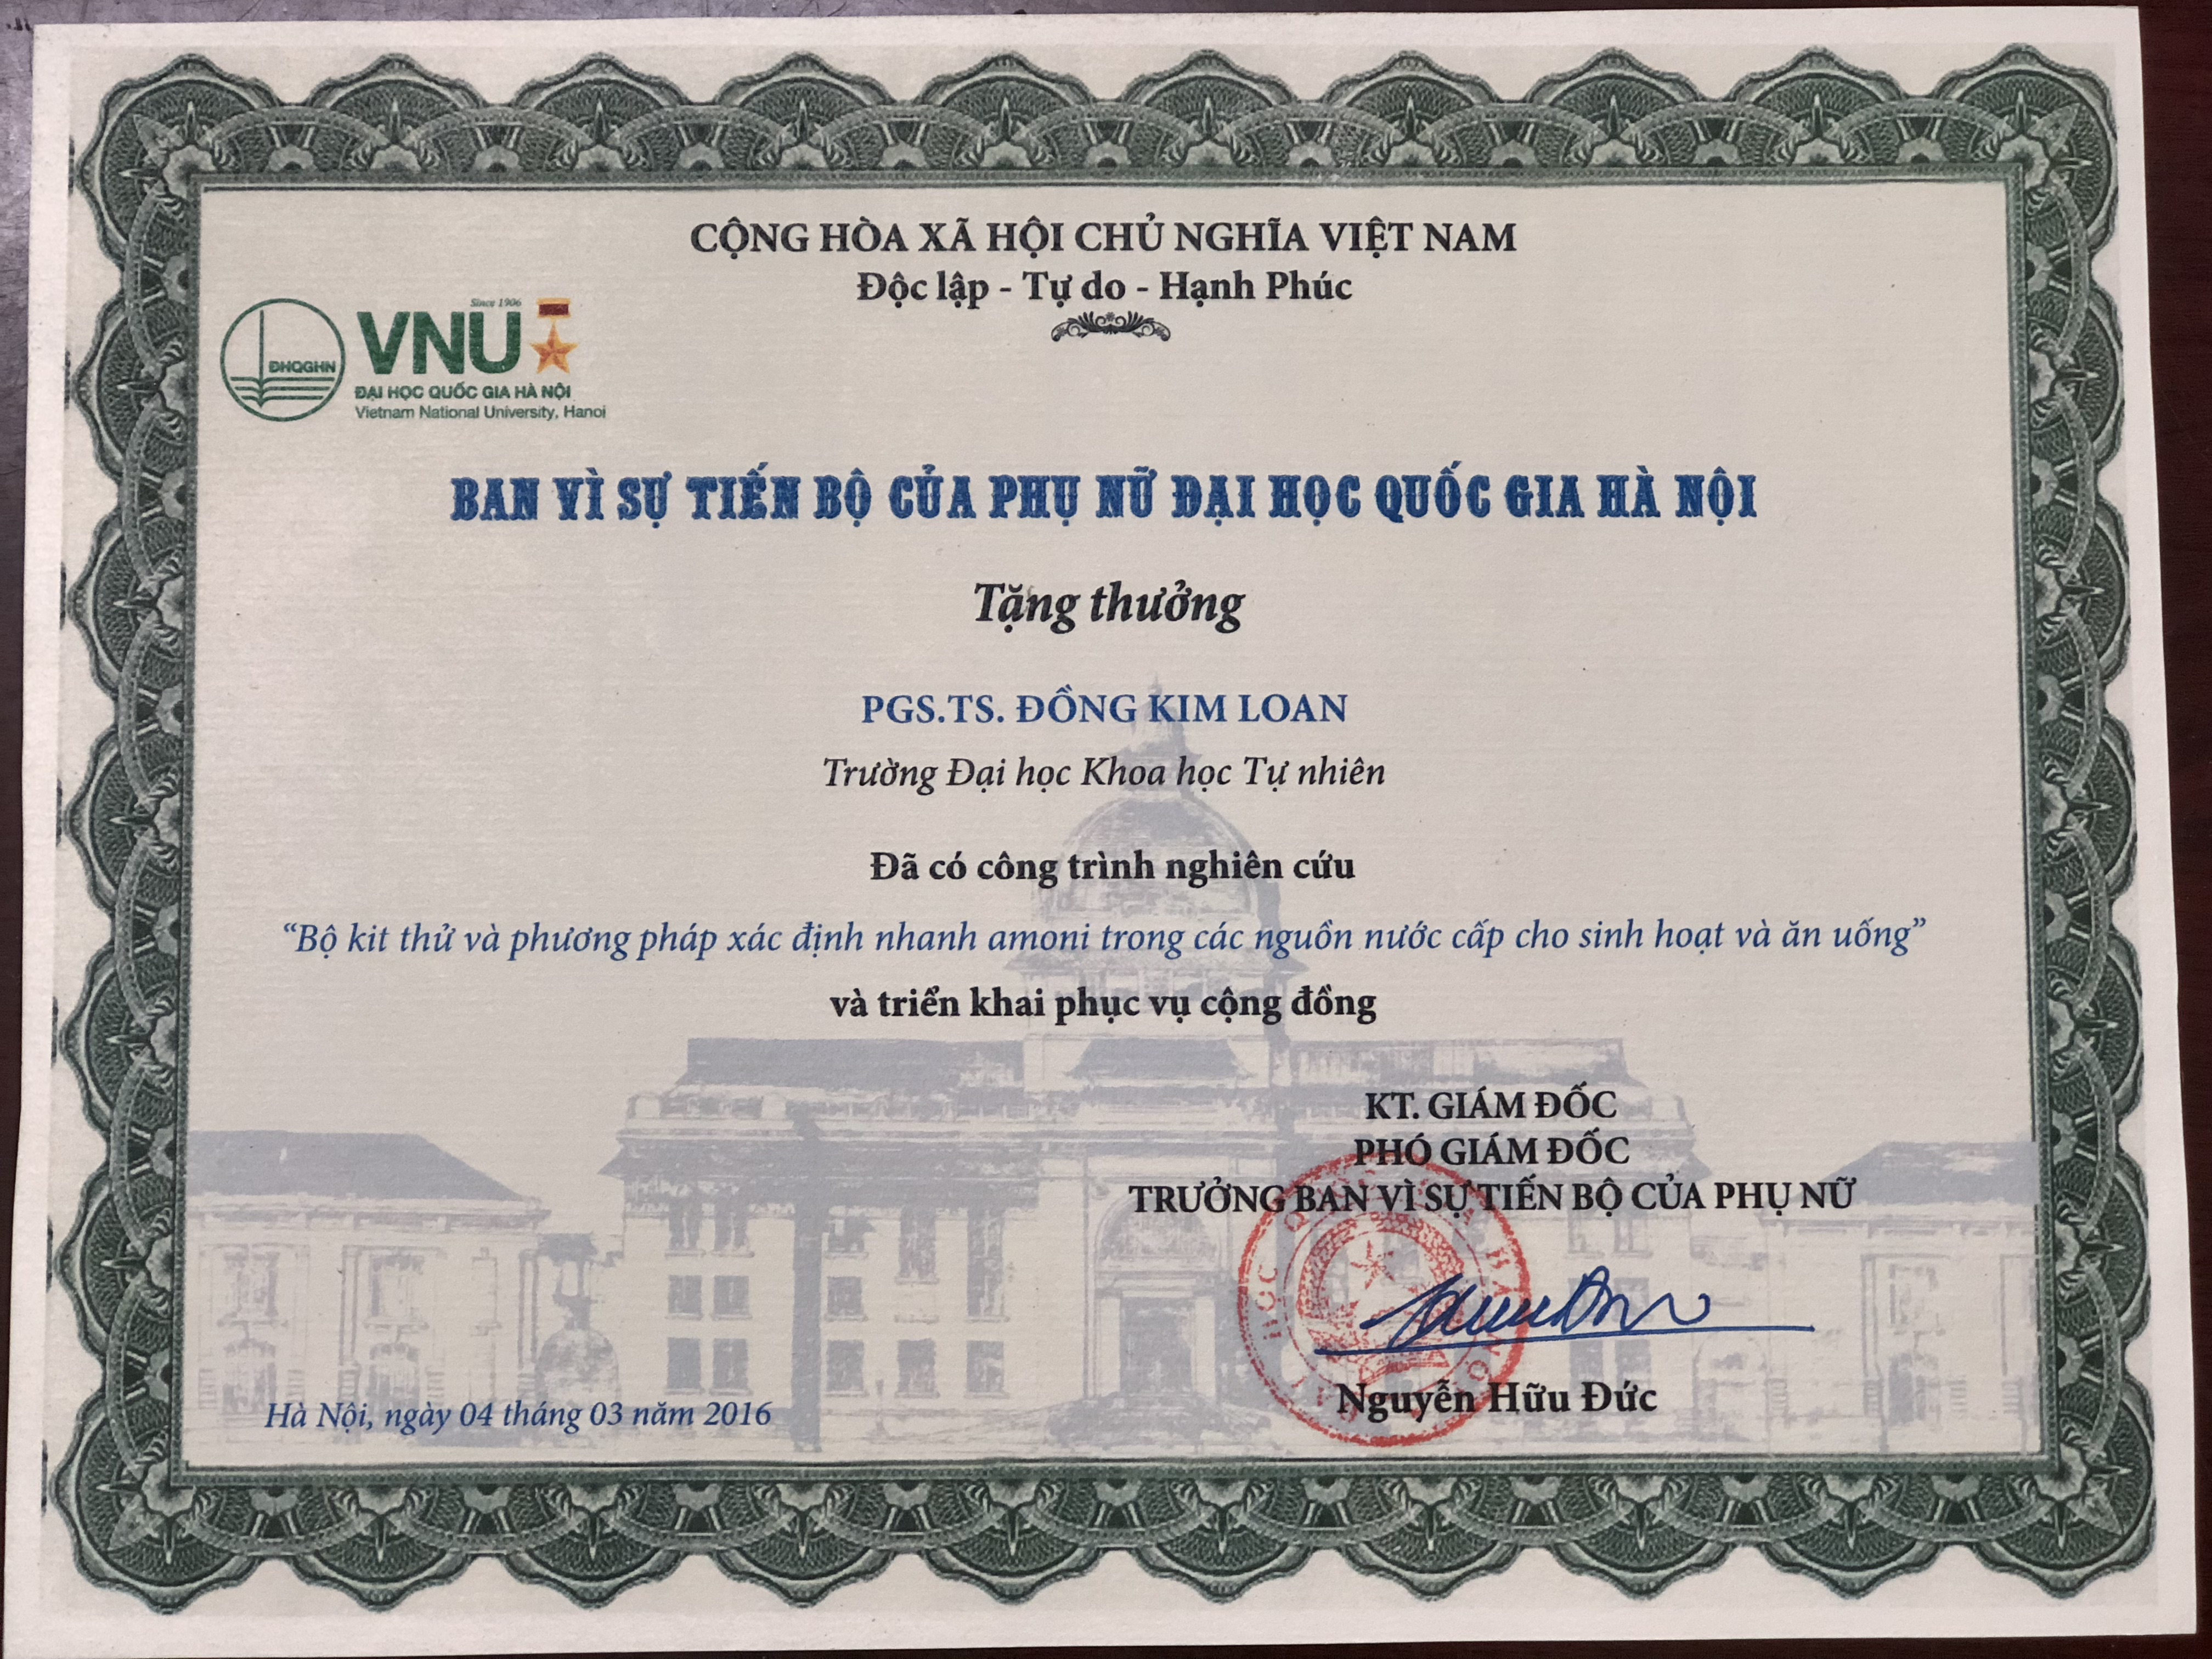 CỘNG HÒA XÃ HỘI CHỦ NGHĨA VIỆT NAM
Độc lập - Tự do - Hạnh Phúc
Since 1906
ĐHQGHN
VNU
ĐẠI HỌC QUỐC GIA HÀ NỘI
Vietnam National University, Hanoi
BAN VÌ SỰ TIẾN BỘ CỦA PHỤ NỮ ĐẠI HỌC QUỐC GIA HÀ NỘI
Tặng thưởng
PGS.TS. ĐỒNG KIM LOAN
Trường Đại học Khoa học Tự nhiên
Đã có công trình nghiên cứu
“Bộ kit thử và phương pháp xác định nhanh amoni trong các nguồn nước cấp cho sinh hoạt và ăn uống”
và triển khai phục vụ cộng đồng
KT. GIÁM ĐỐC
PHÓ GIÁM ĐỐC
TRƯỞNG BAN VÌ SỰ TIẾN BỘ CỦA PHỤ NỮ
Nguyễn Hữu Đức
Hà Nội, ngày 04 tháng 03 năm 2016